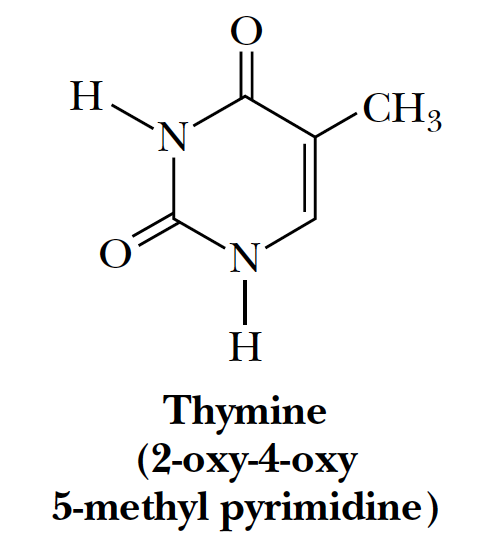 O
H
CH3
N
O
N
H
Thymine
(2-oxy-4-oxy
5-methyl pyrimidine)